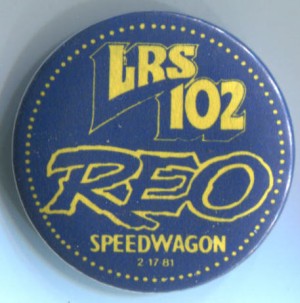 LRS
102
REO
SPEEDWAGON
2·17·81